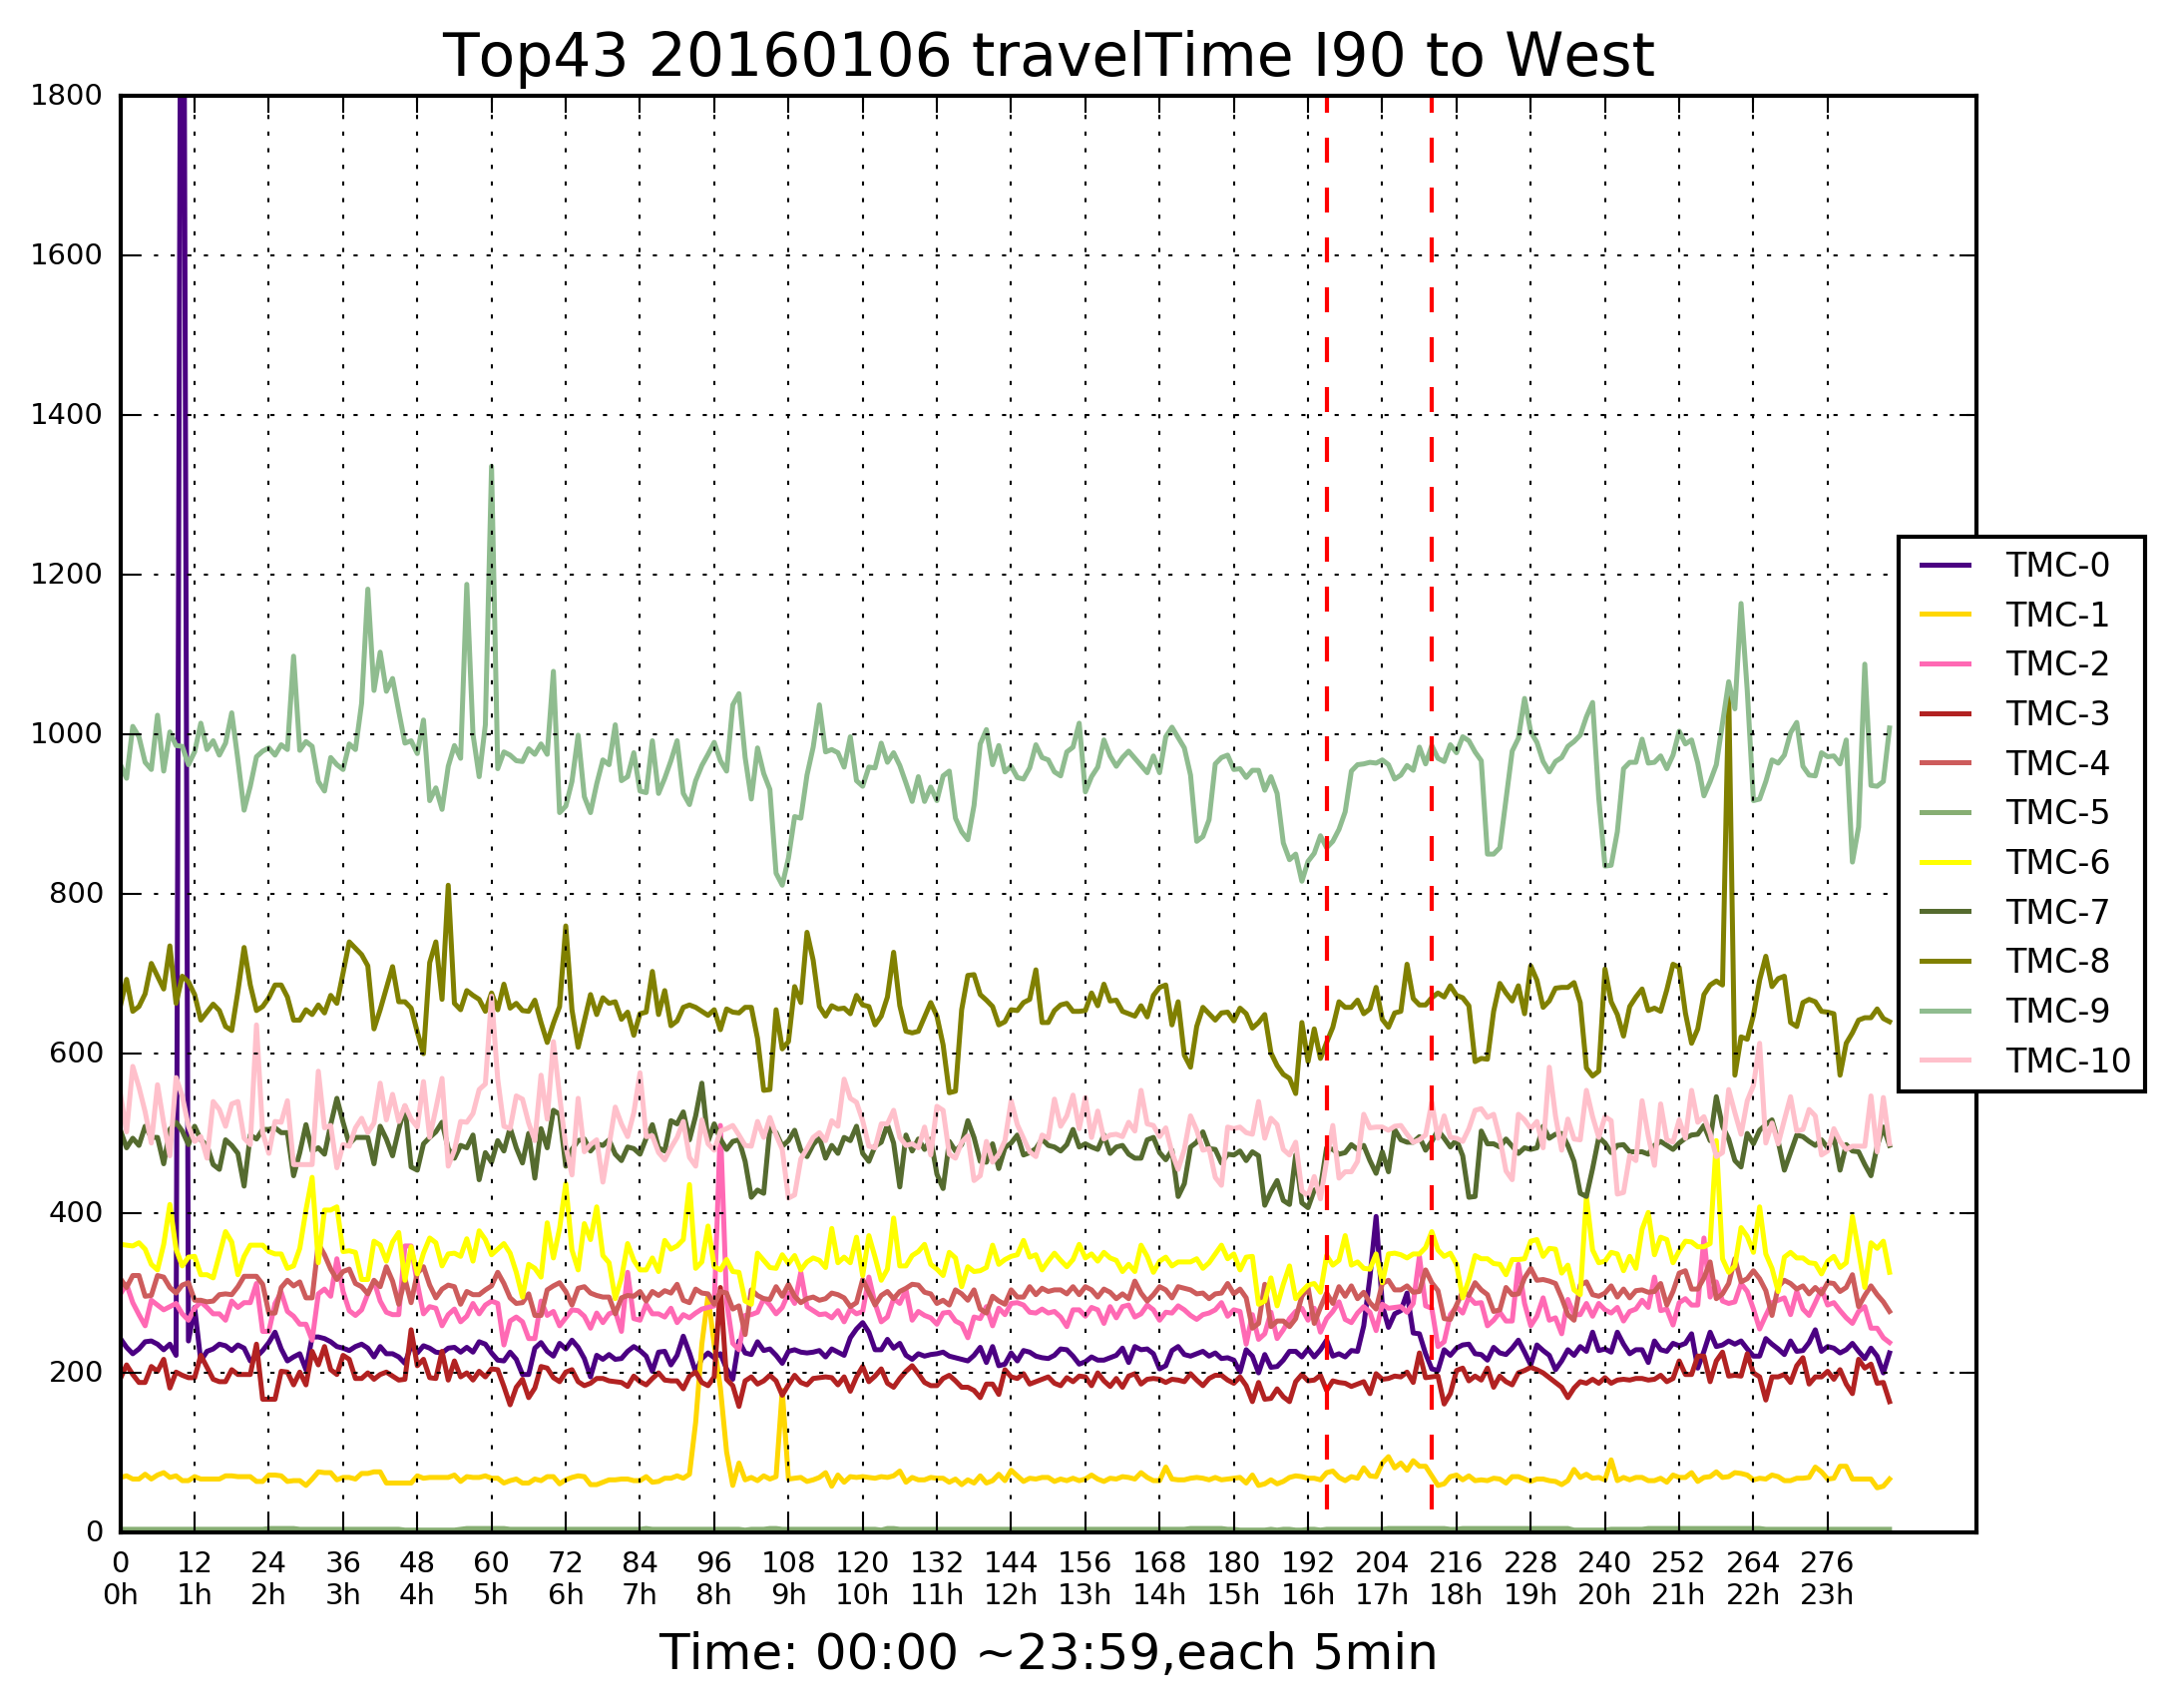 Top43 20160106 travelTime I90 to West
1800
1600
1400
1200
1000
800
600
400
200
0
TMC-0
TMC-1
TMC-2
TMC-3
TMC-4
TMC-5
TMC-6
TMC-7
TMC-8
TMC-9
TMC-10
0 12 24 36 48 60 72 84 96 108 120 132 144 156 168 180 192 204 216 228 240 252 264 276
0h 1h 2h 3h 4h 5h 6h 7h 8h 9h 10h 11h 12h 13h 14h 15h 16h 17h 18h 19h 20h 21h 22h 23h
Time: 00:00 ~23:59,each 5min